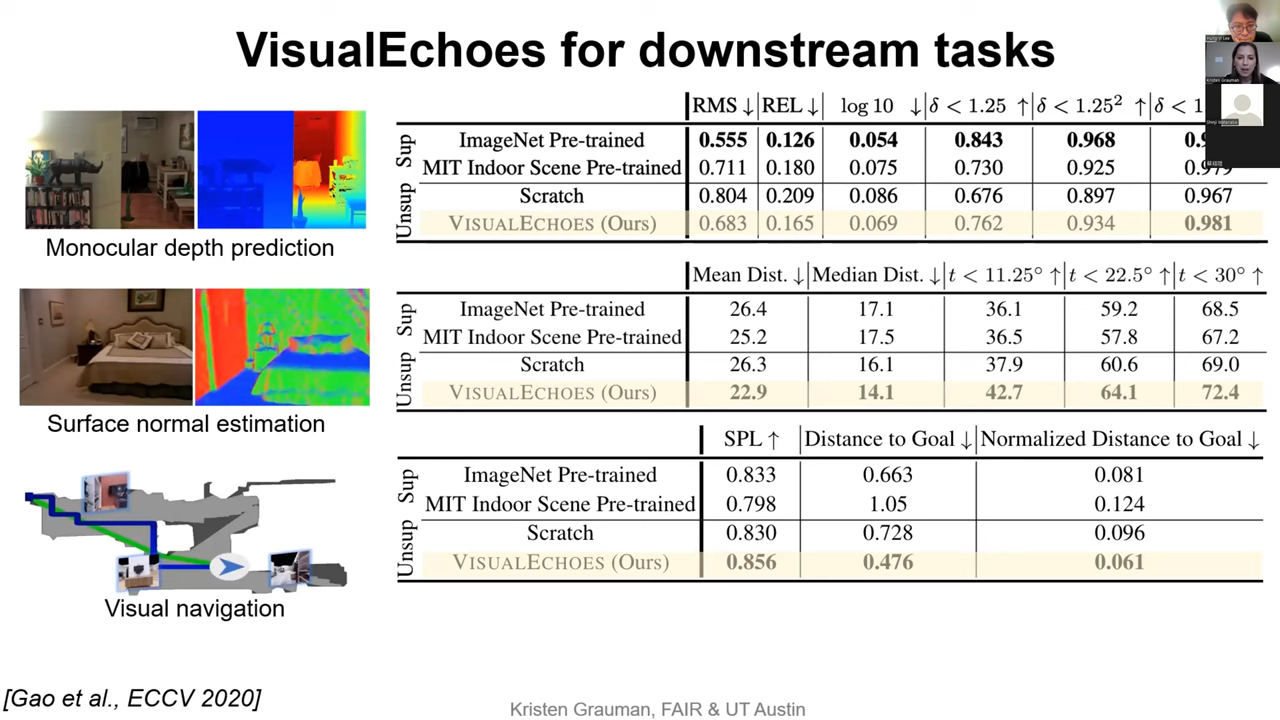 VisualEchoes for downstream tasks
RMS ↓ REL ↓ log 10 ↓ δ < 1.25 ↑ δ < 1.25² ↑ δ < 1
Sup
ImageNet Pre-trained 0.555 0.126 0.054 0.843 0.968
MIT Indoor Scene Pre-trained 0.711 0.180 0.075 0.730 0.925 0.979
Unsup
Scratch 0.804 0.209 0.086 0.676 0.897 0.967
VISUALECHOES (Ours) 0.683 0.165 0.069 0.762 0.934 0.981
Monocular depth prediction
Mean Dist. ↓ Median Dist. ↓ t < 11.25° ↑ t < 22.5° ↑ t < 30° ↑
Sup
ImageNet Pre-trained 26.4 17.1 36.1 59.2 68.5
MIT Indoor Scene Pre-trained 25.2 17.5 36.5 57.8 67.2
Unsup
Scratch 26.3 16.1 37.9 60.6 69.0
VISUALECHOES (Ours) 22.9 14.1 42.7 64.1 72.4
Surface normal estimation
SPL ↑ Distance to Goal ↓ Normalized Distance to Goal ↓
Sup
ImageNet Pre-trained 0.833 0.663 0.081
MIT Indoor Scene Pre-trained 0.798 1.05 0.124
Unsup
Scratch 0.830 0.728 0.096
VISUALECHOES (Ours) 0.856 0.476 0.061
Visual navigation
[Gao et al., ECCV 2020]
Kristen Grauman, FAIR & UT Austin
Kristen Grauman